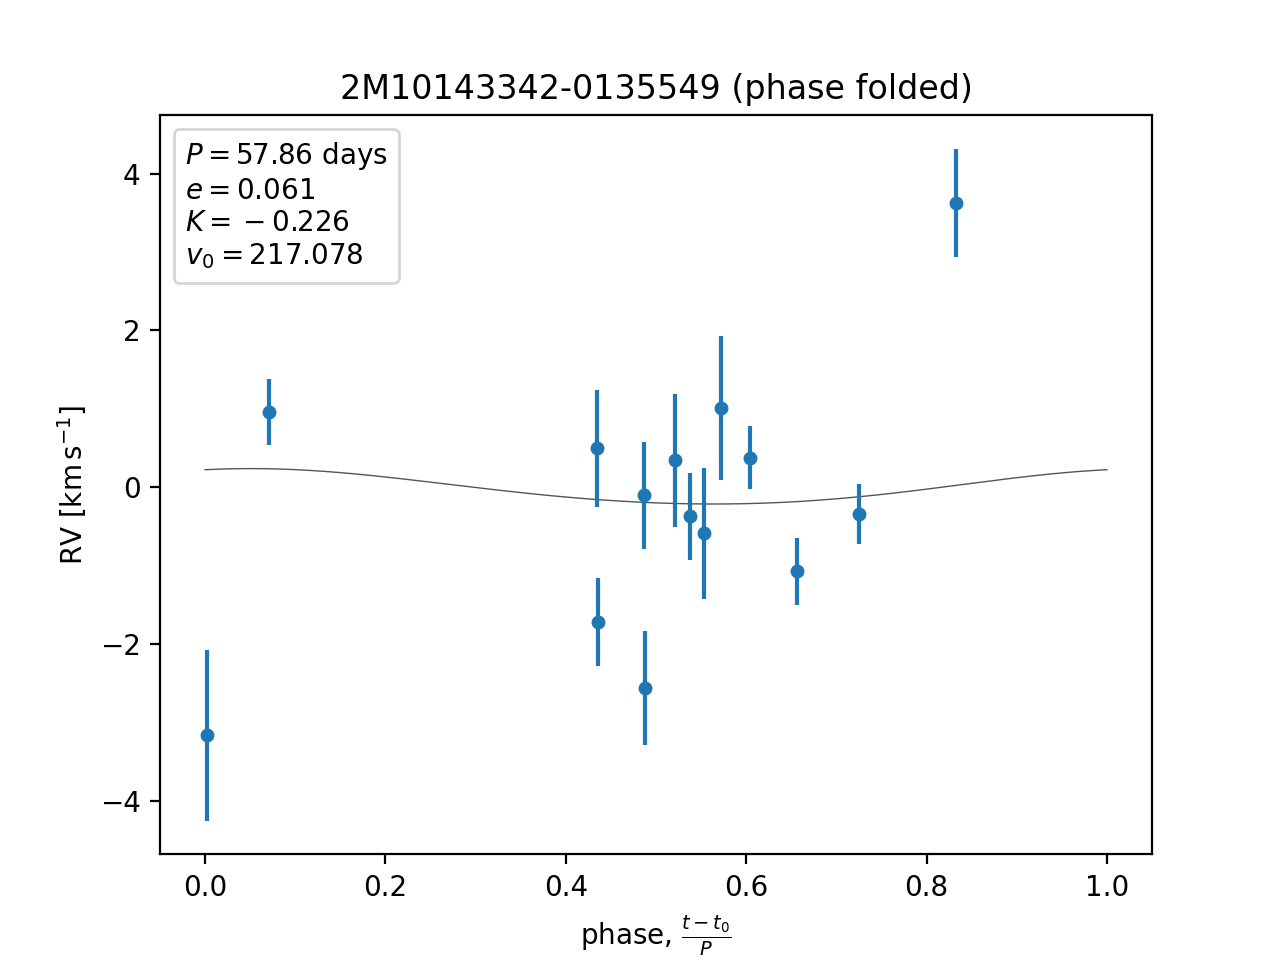 2M10143342-0135549 (phase folded)
P = 57.86 days
e = 0.061
K = −0.226
v₀ = 217.078
4
2
0
−2
−4
RV [km s⁻¹]
0.0 0.2 0.4 0.6 0.8 1.0
phase, (t − t₀)/P